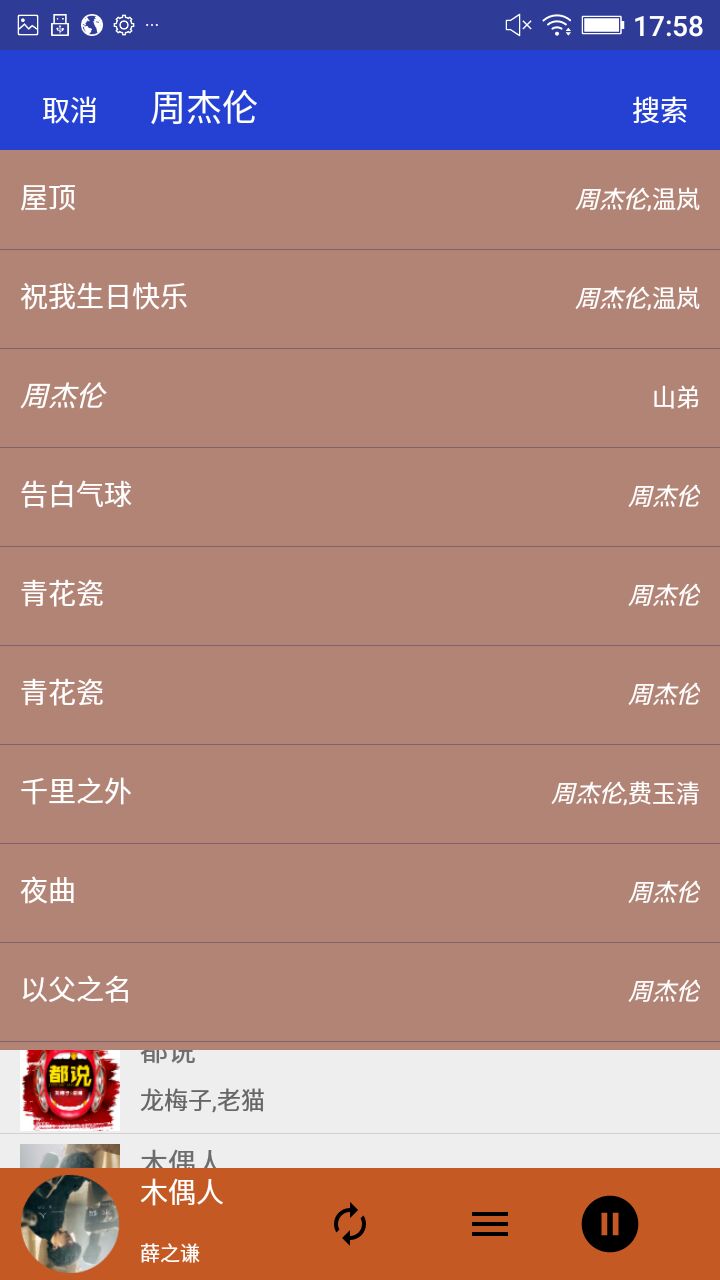 17:58
取消 周杰伦 搜索
屋顶 周杰伦,温岚
祝我生日快乐 周杰伦,温岚
周杰伦 山弟
告白气球 周杰伦
青花瓷 周杰伦
青花瓷 周杰伦
千里之外 周杰伦,费玉清
夜曲 周杰伦
以父之名 周杰伦
都说
都说
龙梅子,老猫
木偶人
木偶人
薛之谦